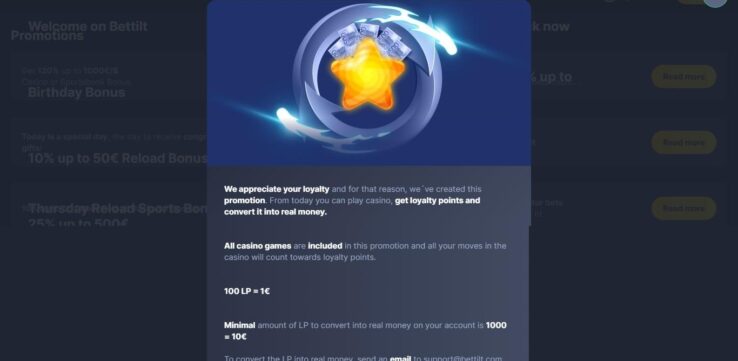 Welcome on Bettilt
ck now
Promotions
Get 120% up to 1000€/$
Casino or Sportsbook Bonus
% up to
Read more
Birthday Bonus
Today is a special day,
gifts!
Read more
10% up to 50€ Reload Bonus
Thursday Reload Sports Bon
25% up to 500€
Read more
We appreciate your loyalty and for that reason, we´ve created this
promotion. From today you can play casino, get loyalty points and
convert it into real money.
All casino games are included in this promotion and all your moves in the
casino will count towards loyalty points.
100 LP = 1€
Minimal amount of LP to convert into real money on your account is 1000
= 10€
To convert the LP into real money, send an email to support@bettilt.com